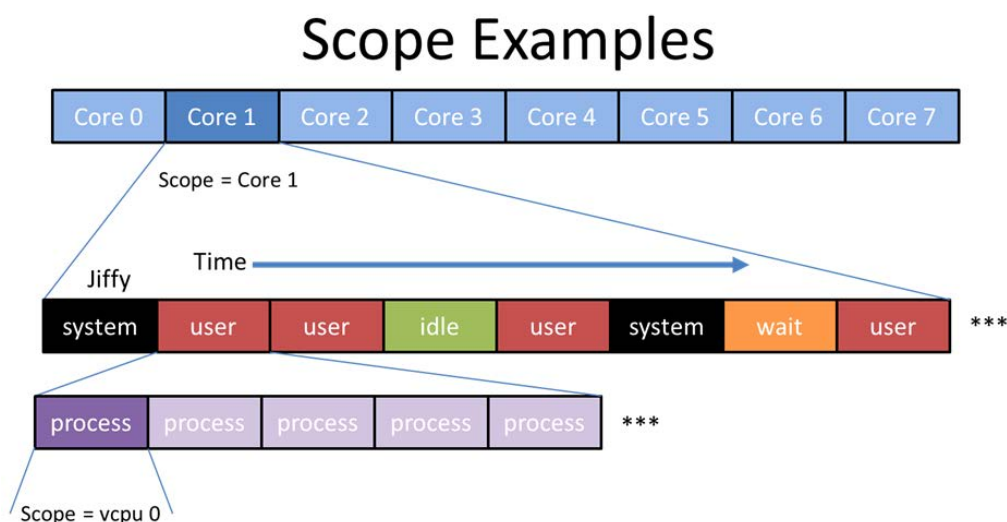 Scope Examples
Core 0 Core 1 Core 2 Core 3 Core 4 Core 5 Core 6 Core 7
Scope = Core 1
Time
Jiffy
system user user idle user system wait user ***
process process process process process ***
Scope = vcpu 0